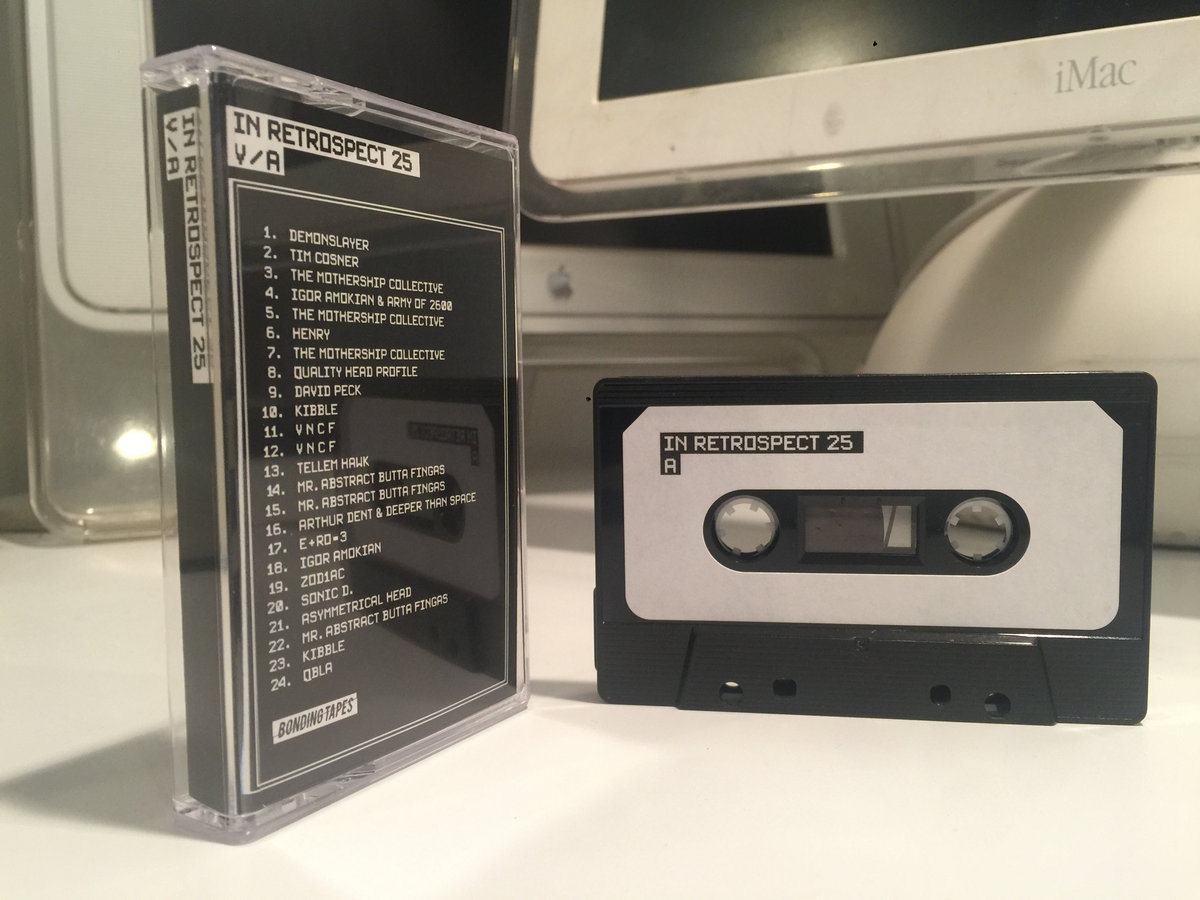 IN RETROSPECT 25
V/A
IN RETROSPECT 25
V/A
1. DEMONSLAYER
2. TIM COSNER
3. THE MOTHERSHIP COLLECTIVE
4. IGOR AMOKIAN & ARMY OF 2600
5. THE MOTHERSHIP COLLECTIVE
6. HENRY
7. THE MOTHERSHIP COLLECTIVE
8. QUALITY HEAD PROFILE
9. DAVID PECK
10. KIBBLE
11. VNCF
12. VNCF
13. TELLEM HAWK
14. MR. ABSTRACT BUTTA FINGAS
15. MR. ABSTRACT BUTTA FINGAS
16. ARTHUR DENT & DEEPER THAN SPACE
17. E+RO=3
18. IGOR AMOKIAN
19. ZOD1AC
20. SONIC D.
21. ASYMMETRICAL HEAD
22. MR. ABSTRACT BUTTA FINGAS
23. KIBBLE
24. QBLA
BONDING TAPES
iMac
IN RETROSPECT 25
A